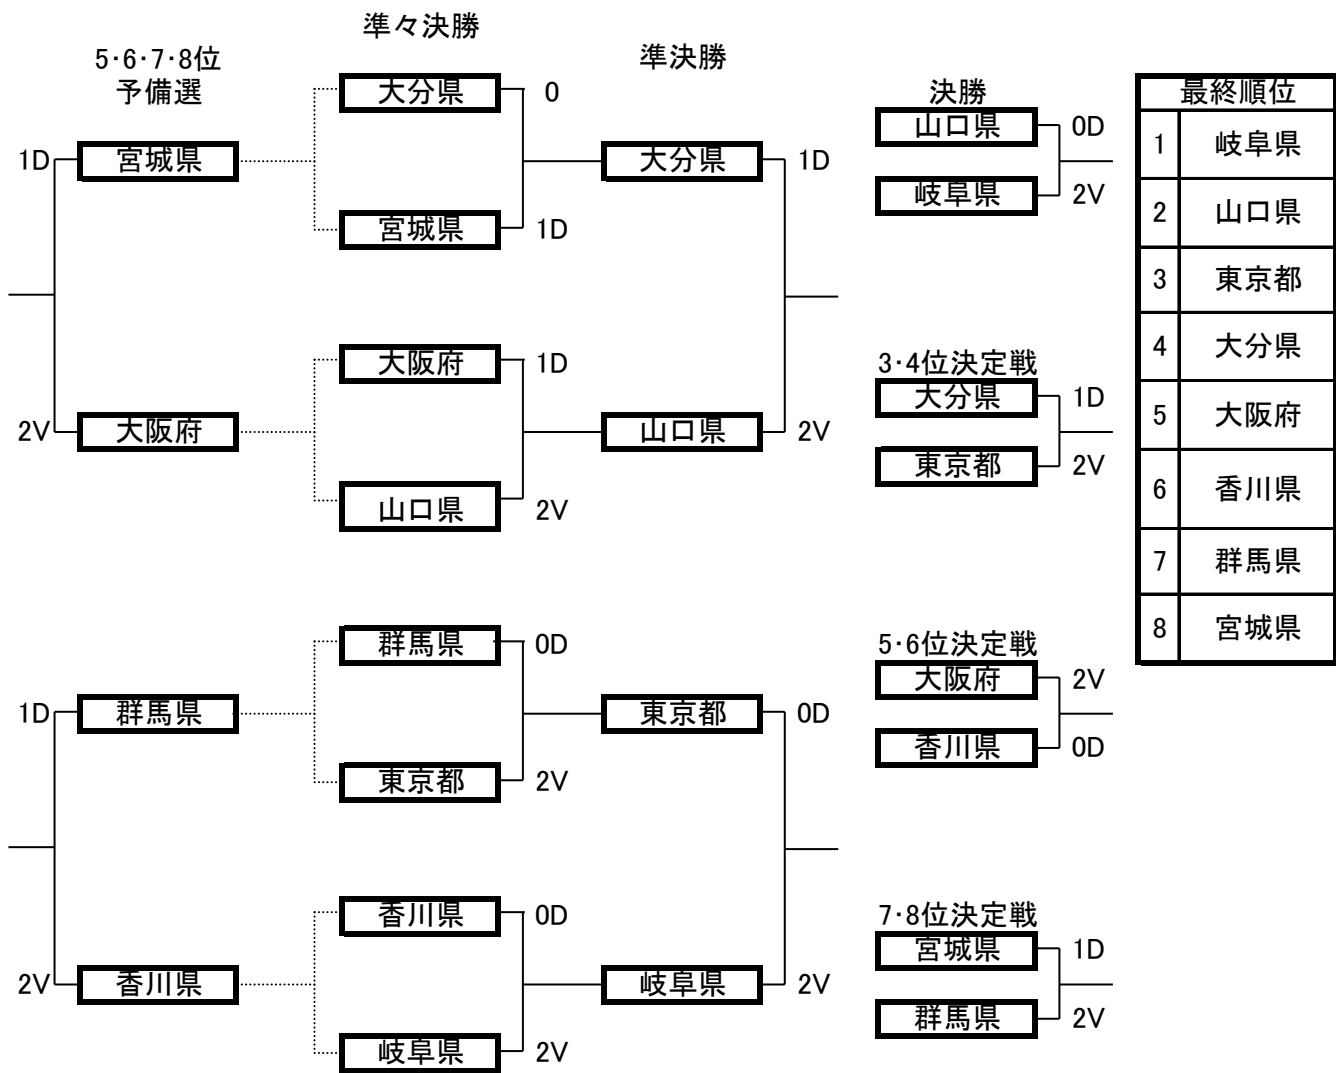 準々決勝
5・6・7・8位
予備選
準決勝
大分県 0
決勝
最終順位
山口県 0D
1 岐阜県
1D 宮城県
大分県 1D
岐阜県 2V
2 山口県
宮城県 1D
3 東京都
大阪府 1D
3・4位決定戦
4 大分県
大分県 1D
5 大阪府
2V 大阪府
山口県 2V
東京都 2V
6 香川県
山口県 2V
7 群馬県
群馬県 0D
5・6位決定戦
8 宮城県
大阪府 2V
1D 群馬県
東京都 0D
香川県 0D
東京都 2V
香川県 0D
7・8位決定戦
宮城県 1D
2V 香川県
岐阜県 2V
群馬県 2V
岐阜県 2V